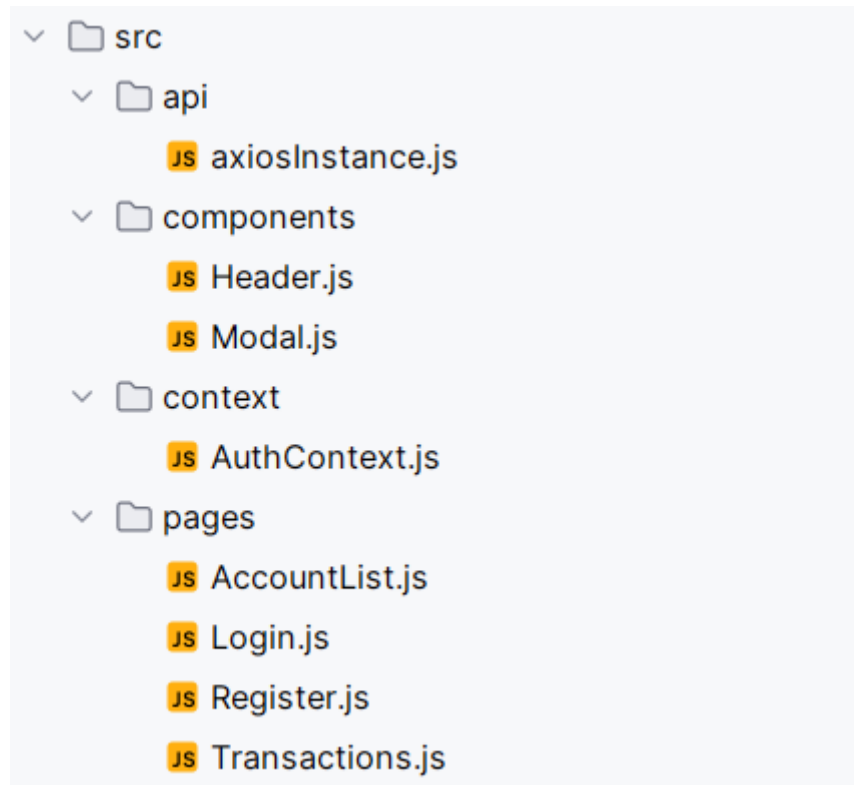 src
api
JS axiosInstance.js
components
JS Header.js
JS Modal.js
context
JS AuthContext.js
pages
JS AccountList.js
JS Login.js
JS Register.js
JS Transactions.js